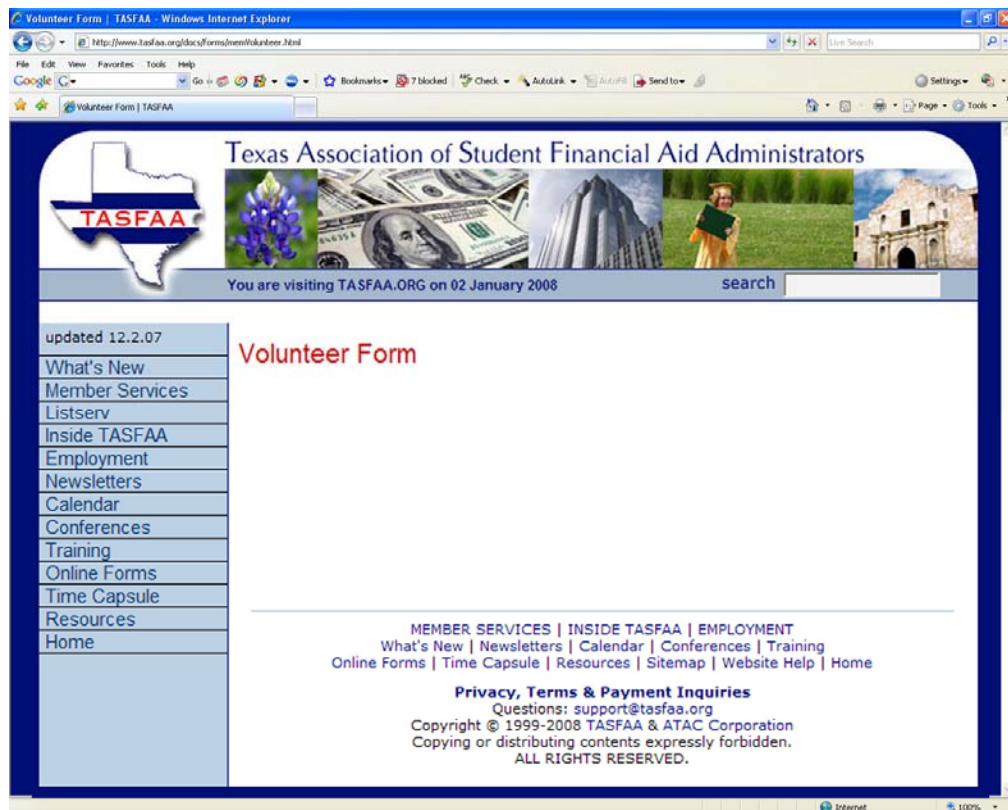 Volunteer Form | TASFAA - Windows Internet Explorer
http://www.tasfaa.org/docs/forms/memVolunteer.html
Live Search
File Edit View Favorites Tools Help
Google G Go Bookmarks 7 blocked Check AutoLink AutoFill Send to Settings
Volunteer Form | TASFAA Page Tools
Texas Association of Student Financial Aid Administrators
TASFAA
You are visiting TASFAA.ORG on 02 January 2008 search
updated 12.2.07
Volunteer Form
What's New
Member Services
Listserv
Inside TASFAA
Employment
Newsletters
Calendar
Conferences
Training
Online Forms
Time Capsule
Resources
Home
MEMBER SERVICES | INSIDE TASFAA | EMPLOYMENT
What's New | Newsletters | Calendar | Conferences | Training
Online Forms | Time Capsule | Resources | Sitemap | Website Help | Home
Privacy, Terms & Payment Inquiries
Questions: support@tasfaa.org
Copyright © 1999-2008 TASFAA & ATAC Corporation
Copying or distributing contents expressly forbidden.
ALL RIGHTS RESERVED.
Internet 100%